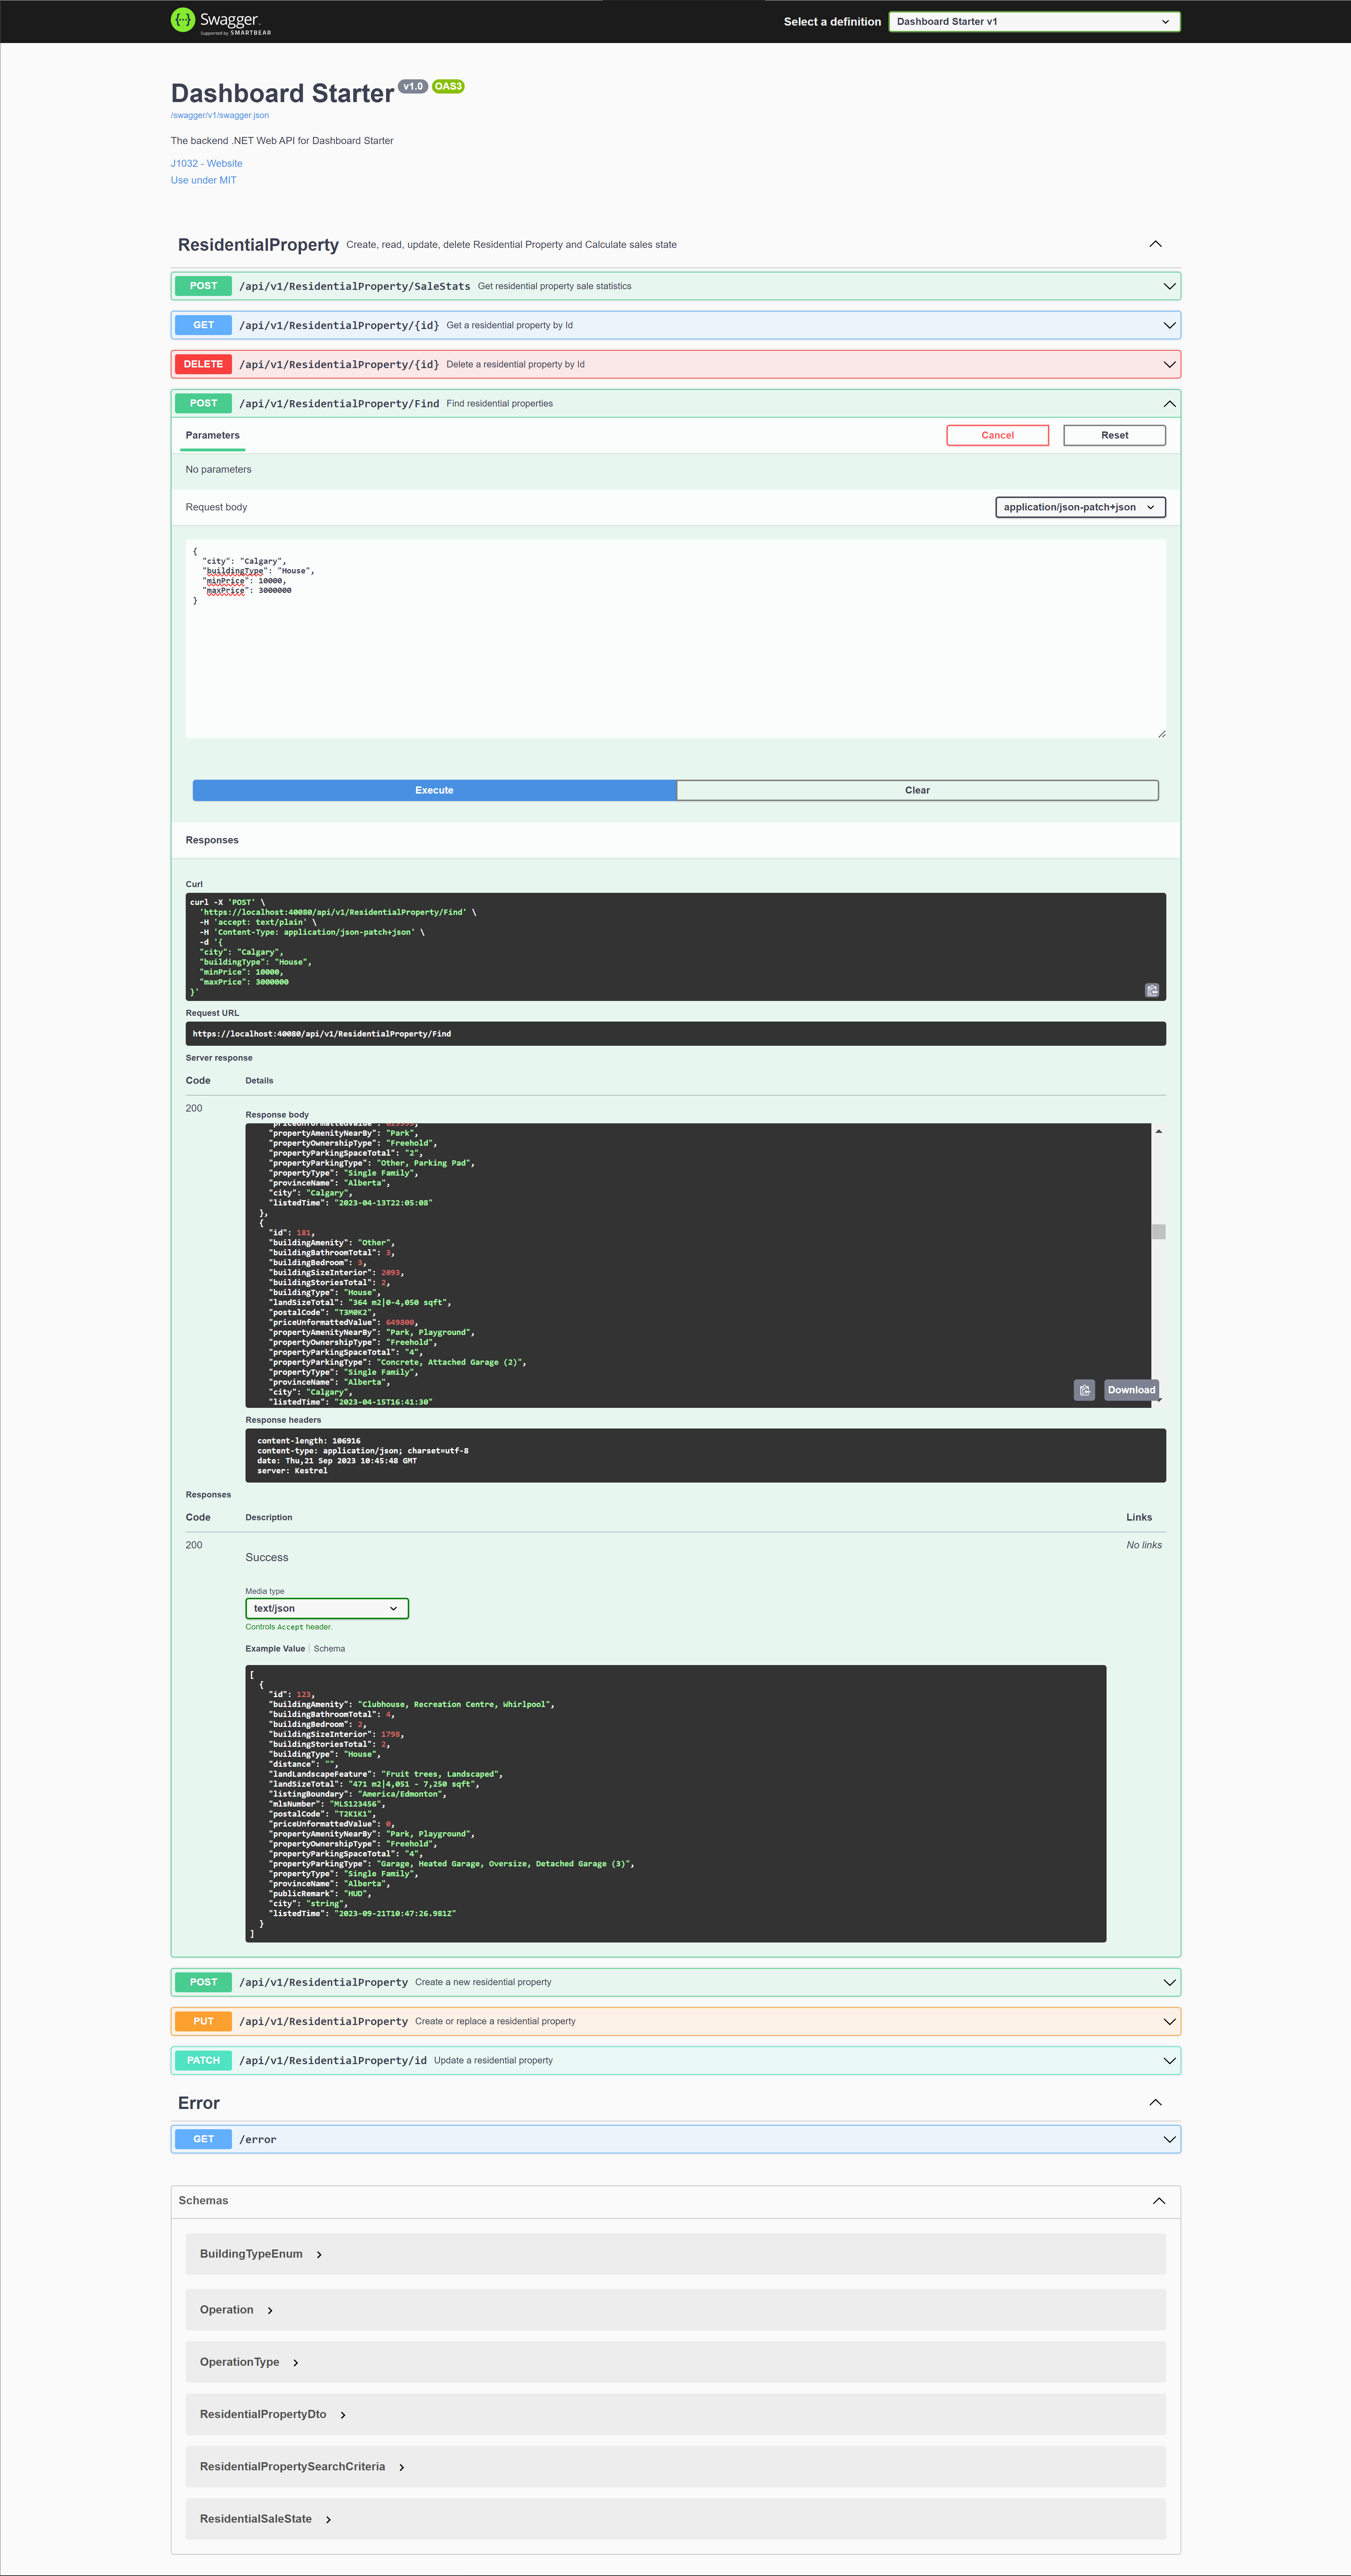 Swagger.
Supported by SMARTBEAR
Select a definition
Dashboard Starter v1
Dashboard Starter v1.0 OAS3
/swagger/v1/swagger.json
The backend .NET Web API for Dashboard Starter
J1032 - Website
Use under MIT
ResidentialProperty Create, read, update, delete Residential Property and Calculate sales state
POST /api/v1/ResidentialProperty/SaleStats Get residential property sale statistics
GET /api/v1/ResidentialProperty/{id} Get a residential property by Id
DELETE /api/v1/ResidentialProperty/{id} Delete a residential property by Id
POST /api/v1/ResidentialProperty/Find Find residential properties
Parameters
Cancel
Reset
No parameters
Request body
application/json-patch+json
{
"city": "Calgary",
"buildingType": "House",
"minPrice": 10000,
"maxPrice": 3000000
}
Execute
Clear
Responses
Curl
curl -X 'POST' \
'https://localhost:40080/api/v1/ResidentialProperty/Find' \
-H 'accept: text/plain' \
-H 'Content-Type: application/json-patch+json' \
-d '{
"city": "Calgary",
"buildingType": "House",
"minPrice": 10000,
"maxPrice": 3000000
}'
Request URL
https://localhost:40080/api/v1/ResidentialProperty/Find
Server response
Code Details
200
Response body
"propertyAmenityNearBy": "Park",
"propertyOwnershipType": "Freehold",
"propertyParkingSpaceTotal": "2",
"propertyParkingType": "Other, Parking Pad",
"propertyType": "Single Family",
"provinceName": "Alberta",
"city": "Calgary",
"listedTime": "2023-04-13T22:05:08"
},
{
"id": 181,
"buildingAmenity": "Other",
"buildingBathroomTotal": 3,
"buildingBedroom": 3,
"buildingSizeInterior": 2093,
"buildingStoriesTotal": 2,
"buildingType": "House",
"landSizeTotal": "364 m2|0-4,050 sqft",
"postalCode": "T3M0K2",
"priceUnformattedValue": 649800,
"propertyAmenityNearBy": "Park, Playground",
"propertyOwnershipType": "Freehold",
"propertyParkingSpaceTotal": "4",
"propertyParkingType": "Concrete, Attached Garage (2)",
"propertyType": "Single Family",
"provinceName": "Alberta",
"city": "Calgary",
"listedTime": "2023-04-15T16:41:30"
Download
Response headers
content-length: 106916
content-type: application/json; charset=utf-8
date: Thu,21 Sep 2023 10:45:48 GMT
server: Kestrel
Responses
Code Description Links
200
Success
No links
Media type
text/json
Controls Accept header.
Example Value Schema
[
{
"id": 123,
"buildingAmenity": "Clubhouse, Recreation Centre, Whirlpool",
"buildingBathroomTotal": 4,
"buildingBedroom": 2,
"buildingSizeInterior": 1798,
"buildingStoriesTotal": 2,
"buildingType": "House",
"distance": "",
"landLandscapeFeature": "Fruit trees, Landscaped",
"landSizeTotal": "471 m2|4,051 - 7,250 sqft",
"listingBoundary": "America/Edmonton",
"mlsNumber": "MLS123456",
"postalCode": "T2K1K1",
"priceUnformattedValue": 0,
"propertyAmenityNearBy": "Park, Playground",
"propertyOwnershipType": "Freehold",
"propertyParkingSpaceTotal": "4",
"propertyParkingType": "Garage, Heated Garage, Oversize, Detached Garage (3)",
"propertyType": "Single Family",
"provinceName": "Alberta",
"publicRemark": "HUD",
"city": "string",
"listedTime": "2023-09-21T10:47:26.981Z"
}
]
POST /api/v1/ResidentialProperty Create a new residential property
PUT /api/v1/ResidentialProperty Create or replace a residential property
PATCH /api/v1/ResidentialProperty/id Update a residential property
Error
GET /error
Schemas
BuildingTypeEnum
Operation
OperationType
ResidentialPropertyDto
ResidentialPropertySearchCriteria
ResidentialSaleState